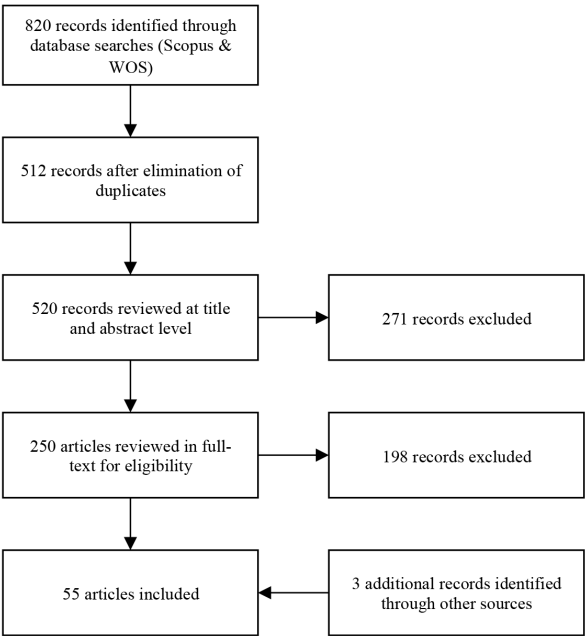 820 records identified through
database searches (Scopus &
WOS)
512 records after elimination of
duplicates
520 records reviewed at title
and abstract level
271 records excluded
250 articles reviewed in full-
text for eligibility
198 records excluded
55 articles included
3 additional records identified
through other sources